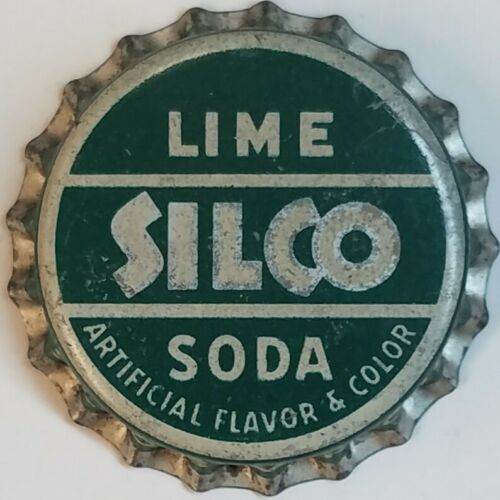 LIME
SILCO
SODA
ARTIFICIAL FLAVOR & COLOR